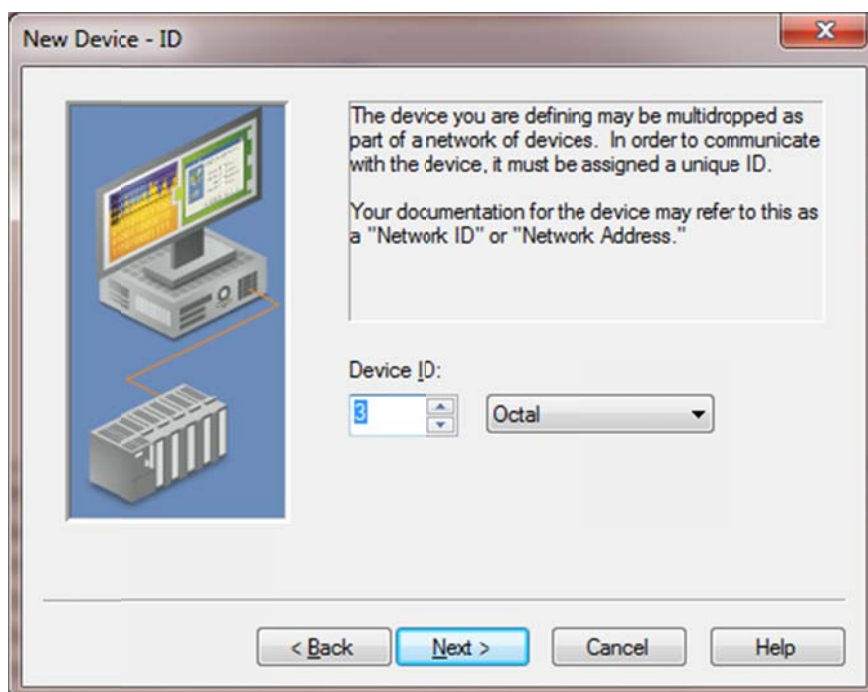 New Device - ID
The device you are defining may be multidropped as
part of a network of devices. In order to communicate
with the device, it must be assigned a unique ID.
Your documentation for the device may refer to this as
a "Network ID" or "Network Address."
Device ID:
3 Octal
< Back Next > Cancel Help